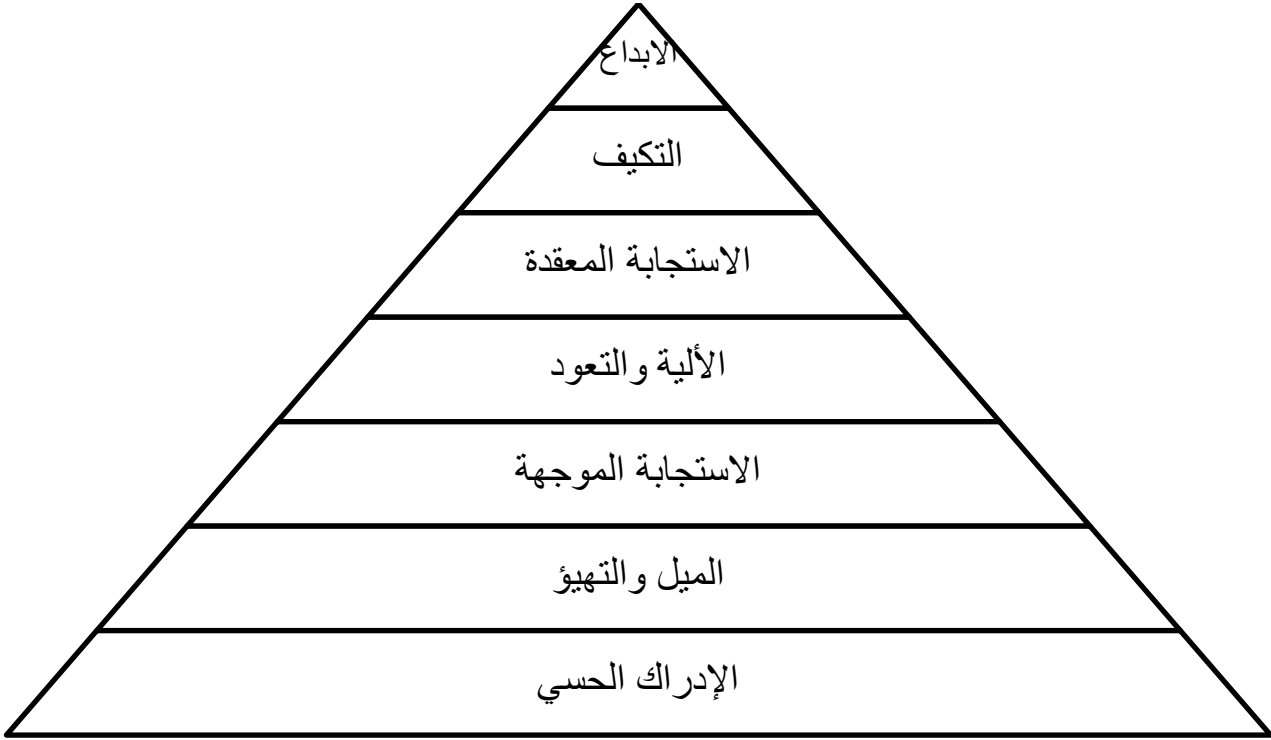 الابداع
التكيف
الاستجابة المعقدة
الألية والتعود
الاستجابة الموجهة
الميل والتهيؤ
الإدراك الحسي